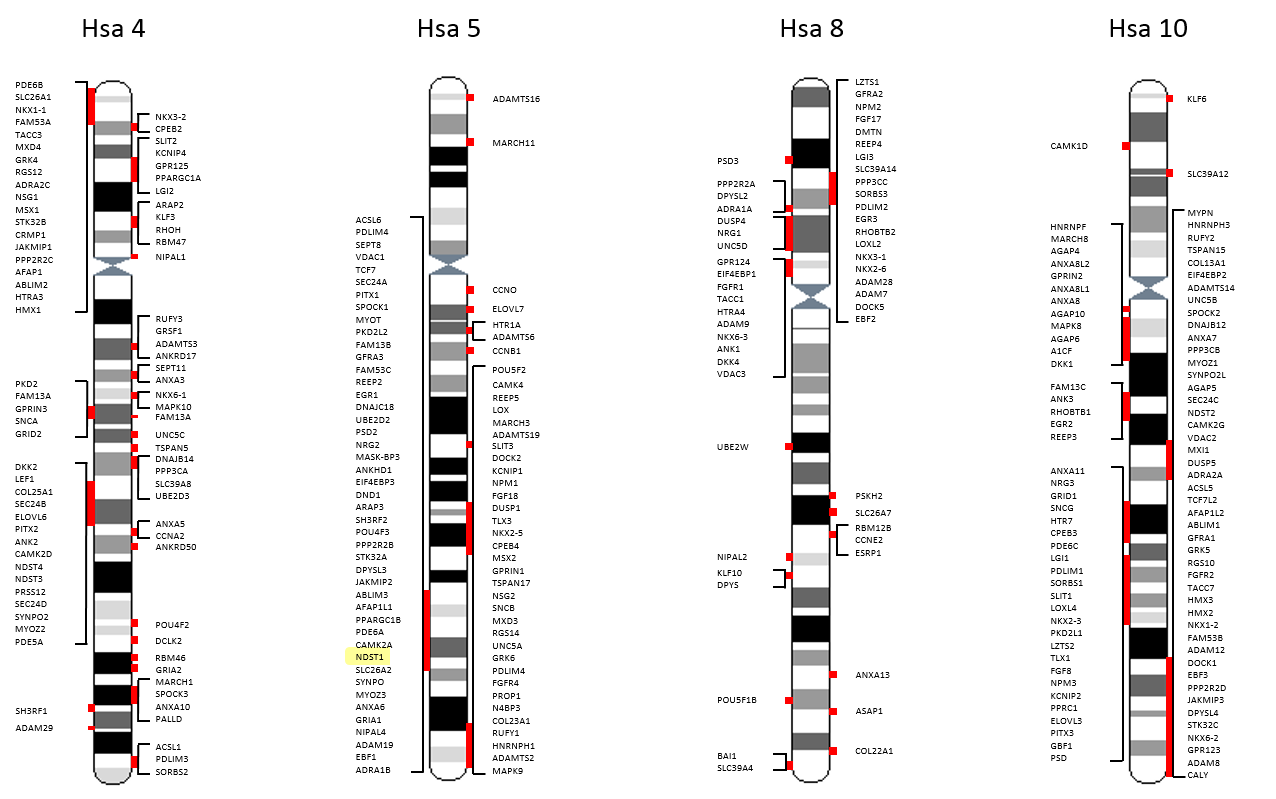 Hsa 4
PDE6B
SLC26A1
NKX1-1
FAM53A
TACC3
MXD4
GRK4
RGS12
ADRA2C
NSG1
MSX1
STK32B
CRMP1
JAKMIP1
PPP2R2C
AFAP1
ABLIM2
HTRA3
HMX1
PKD2
FAM13A
GPRIN3
SNCA
GRID2
DKK2
LEF1
COL25A1
SEC24B
ELOVL6
PITX2
ANK2
CAMK2D
NDST4
NDST3
PRSS12
SEC24D
SYNPO2
MYOZ2
PDE5A
SH3RF1
ADAM29
NKX3-2
CPEB2
SLIT2
KCNIP4
GPR125
PPARGC1A
LGI2
ARAP2
KLF3
RHOH
RBM47
NIPAL1
RUFY3
GRSF1
ADAMTS3
ANKRD17
SEPT11
ANXA3
NKX6-1
MAPK10
FAM13A
UNC5C
TSPAN5
DNAJB14
PPP3CA
SLC39A8
UBE2D3
ANXA5
CCNA2
ANKRD50
POU4F2
DCLK2
RBM46
GRIA2
MARCH1
SPOCK3
ANXA10
PALLD
ACSL1
PDLIM3
SORBS2
Hsa 5
ACSL6
PDLIM4
SEPT8
VDAC1
TCF7
SEC24A
PITX1
SPOCK1
MYOT
PKD2L2
FAM13B
GFRA3
FAM53C
REEP2
EGR1
DNAJC18
UBE2D2
PSD2
NRG2
MASK-BP3
ANKHD1
EIF4EBP3
DND1
ARAP3
SH3RF2
POU4F3
PPP2R2B
STK32A
DPYSL3
JAKMIP2
ABLIM3
AFAP1L1
PPARGC1B
PDE6A
CAMK2A
NDST1
SLC26A2
SYNPO
MYOZ3
ANXA6
GRIA1
NIPAL4
ADAM19
EBF1
ADRA1B
ADAMTS16
MARCH11
CCNO
ELOVL7
HTR1A
ADAMTS6
CCNB1
POU5F2
CAMK4
REEP5
LOX
MARCH3
ADAMTS19
SLIT3
DOCK2
KCNIP1
NPM1
FGF18
DUSP1
TLX3
NKX2-5
CPEB4
MSX2
GPRIN1
TSPAN17
NSG2
SNCB
MXD3
RGS14
UNC5A
GRK6
PDLIM4
FGFR4
PROP1
N4BP3
COL23A1
RUFY1
HNRNPH1
ADAMTS2
MAPK9
Hsa 8
PSD3
PPP2R2A
DPYSL2
ADRA1A
DUSP4
NRG1
UNC5D
GPR124
EIF4EBP1
FGFR1
TACC1
HTRA4
ADAM9
NKX6-3
ANK1
DKK4
VDAC3
UBE2W
NIPAL2
KLF10
DPYS
POU5F1B
BAI1
SLC39A4
LZTS1
GFRA2
NPM2
FGF17
DMTN
REEP4
LGI3
SLC39A14
PPP3CC
SORBS3
PDLIM2
EGR3
RHOBTB2
LOXL2
NKX3-1
NKX2-6
ADAM28
ADAM7
DOCK5
EBF2
PSKH2
SLC26A7
RBM12B
CCNE2
ESRP1
ANXA13
ASAP1
COL22A1
Hsa 10
CAMK1D
HNRNPF
MARCH8
AGAP4
ANXA8L2
GPRIN2
ANXA8L1
ANXA8
AGAP10
MAPK8
AGAP6
A1CF
DKK1
FAM13C
ANK3
RHOBTB1
EGR2
REEP3
ANXA11
NRG3
GRID1
SNCG
HTR7
CPEB3
PDE6C
LGI1
PDLIM1
SORBS1
SLIT1
LOXL4
NKX2-3
PKD2L1
LZTS2
TLX1
FGF8
NPM3
KCNIP2
PPRC1
ELOVL3
PITX3
GBF1
PSD
KLF6
SLC39A12
MYPN
HNRNPH3
RUFY2
TSPAN15
COL13A1
EIF4EBP2
ADAMTS14
UNC5B
SPOCK2
DNAJB12
ANXA7
PPP3CB
MYOZ1
SYNPO2L
AGAP5
SEC24C
NDST2
CAMK2G
VDAC2
MXI1
DUSP5
ADRA2A
ACSL5
TCF7L2
AFAP1L2
ABLIM1
GFRA1
GRK5
RGS10
FGFR2
TACC7
HMX3
HMX2
NKX1-2
FAM53B
ADAM12
DOCK1
EBF3
PPP2R2D
JAKMIP3
DPYSL4
STK32C
NKX6-2
GPR123
ADAM8
CALY